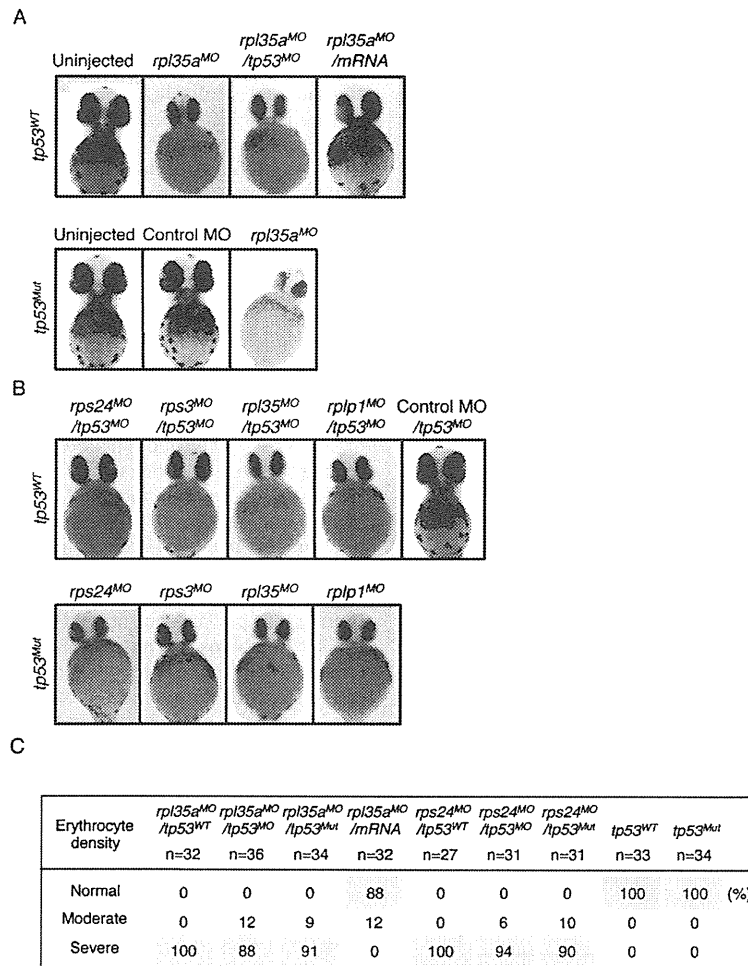 A
Uninjected rpl35aMO rpl35aMO/tp53MO rpl35aMO/mRNA
tp53WT
Uninjected Control MO rpl35aMO
tp53Mut
B
rps24MO/tp53MO rps3MO/tp53MO rpl35MO/tp53MO rplp1MO/tp53MO Control MO/tp53MO
tp53WT
rps24MO rps3MO rpl35MO rplp1MO
tp53Mut
C
Erythrocyte density rpl35aMO/tp53WT rpl35aMO/tp53MO rpl35aMO/tp53Mut rpl35aMO/mRNA rps24MO/tp53WT rps24MO/tp53MO rps24MO/tp53Mut tp53WT tp53Mut
n=32 n=36 n=34 n=32 n=27 n=31 n=31 n=33 n=34
Normal 0 0 0 88 0 0 0 100 100 (%)
Moderate 0 12 9 12 0 6 10 0 0
Severe 100 88 91 0 100 94 90 0 0